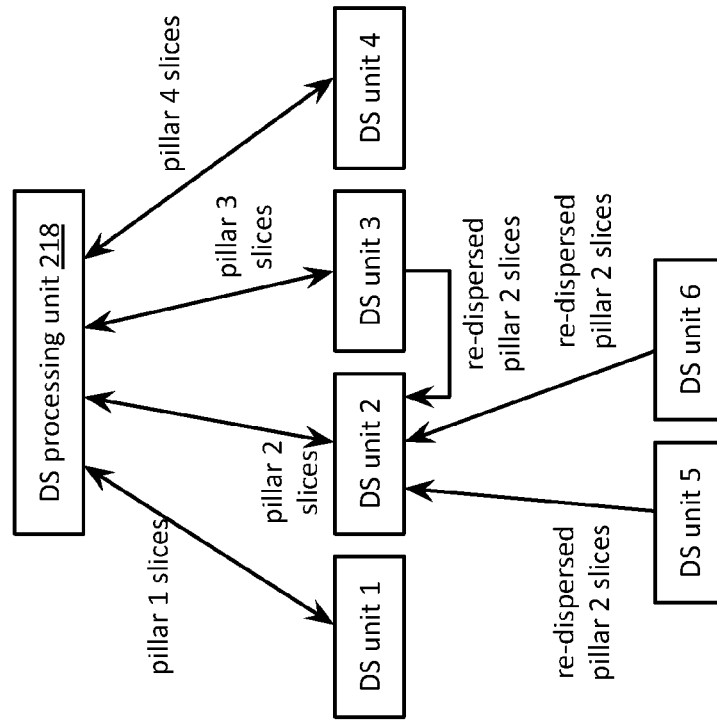 DS processing unit 218
pillar 1 slices
pillar 2
slices
pillar 3
slices
pillar 4 slices
DS unit 1
DS unit 2
DS unit 3
DS unit 4
re-dispersed
pillar 2 slices
re-dispersed
pillar 2 slices
re-dispersed
pillar 2 slices
DS unit 5
DS unit 6